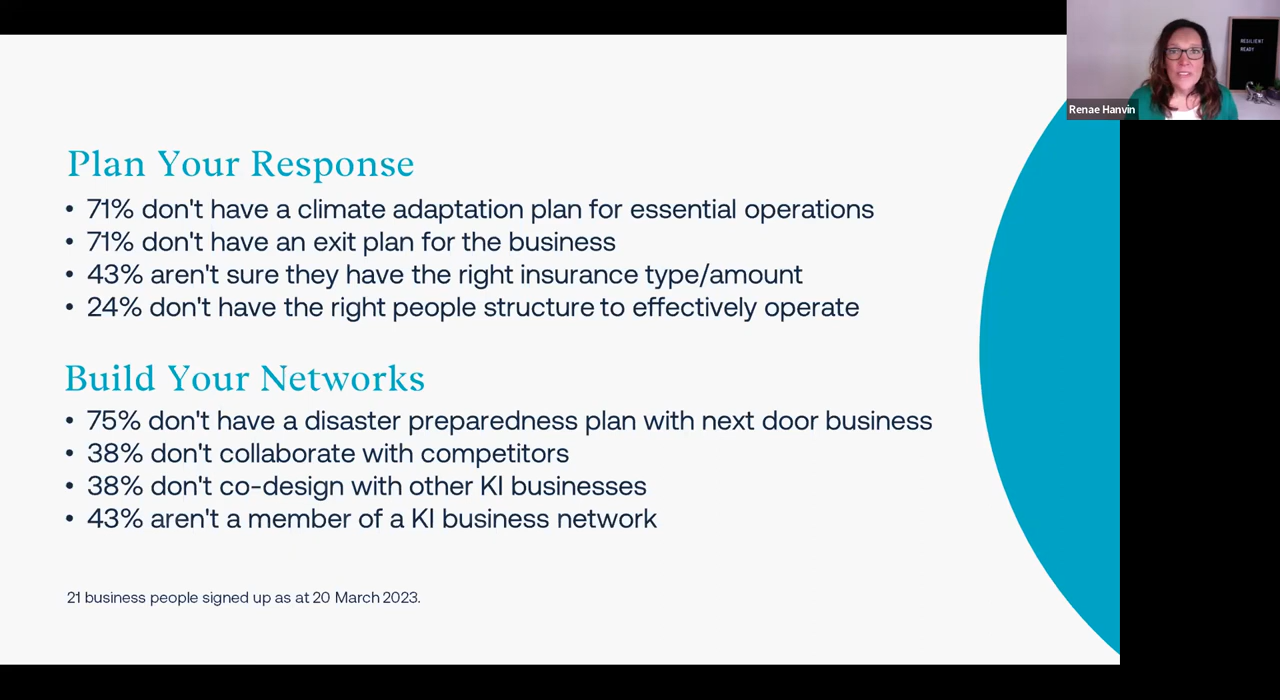 RESILIENT
READY
Renae Hanvin
Plan Your Response
• 71% don't have a climate adaptation plan for essential operations
• 71% don't have an exit plan for the business
• 43% aren't sure they have the right insurance type/amount
• 24% don't have the right people structure to effectively operate
Build Your Networks
• 75% don't have a disaster preparedness plan with next door business
• 38% don't collaborate with competitors
• 38% don't co-design with other KI businesses
• 43% aren't a member of a KI business network
21 business people signed up as at 20 March 2023.